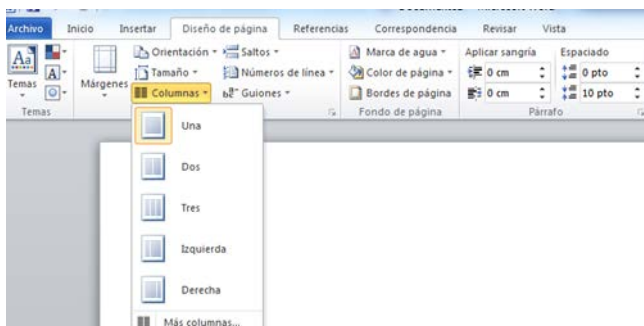 Archivo Inicio Insertar Diseño de página Referencias Correspondencia Revisar Vista
Aa Orientación Saltos Marca de agua Aplicar sangría Espaciado
A Tamaño Números de línea Color de página 0 cm 0 pto
Temas Márgenes Columnas Guiones Bordes de página 0 cm 10 pto
Temas Fondo de página Párrafo
Una
Dos
Tres
Izquierda
Derecha
Más columnas...